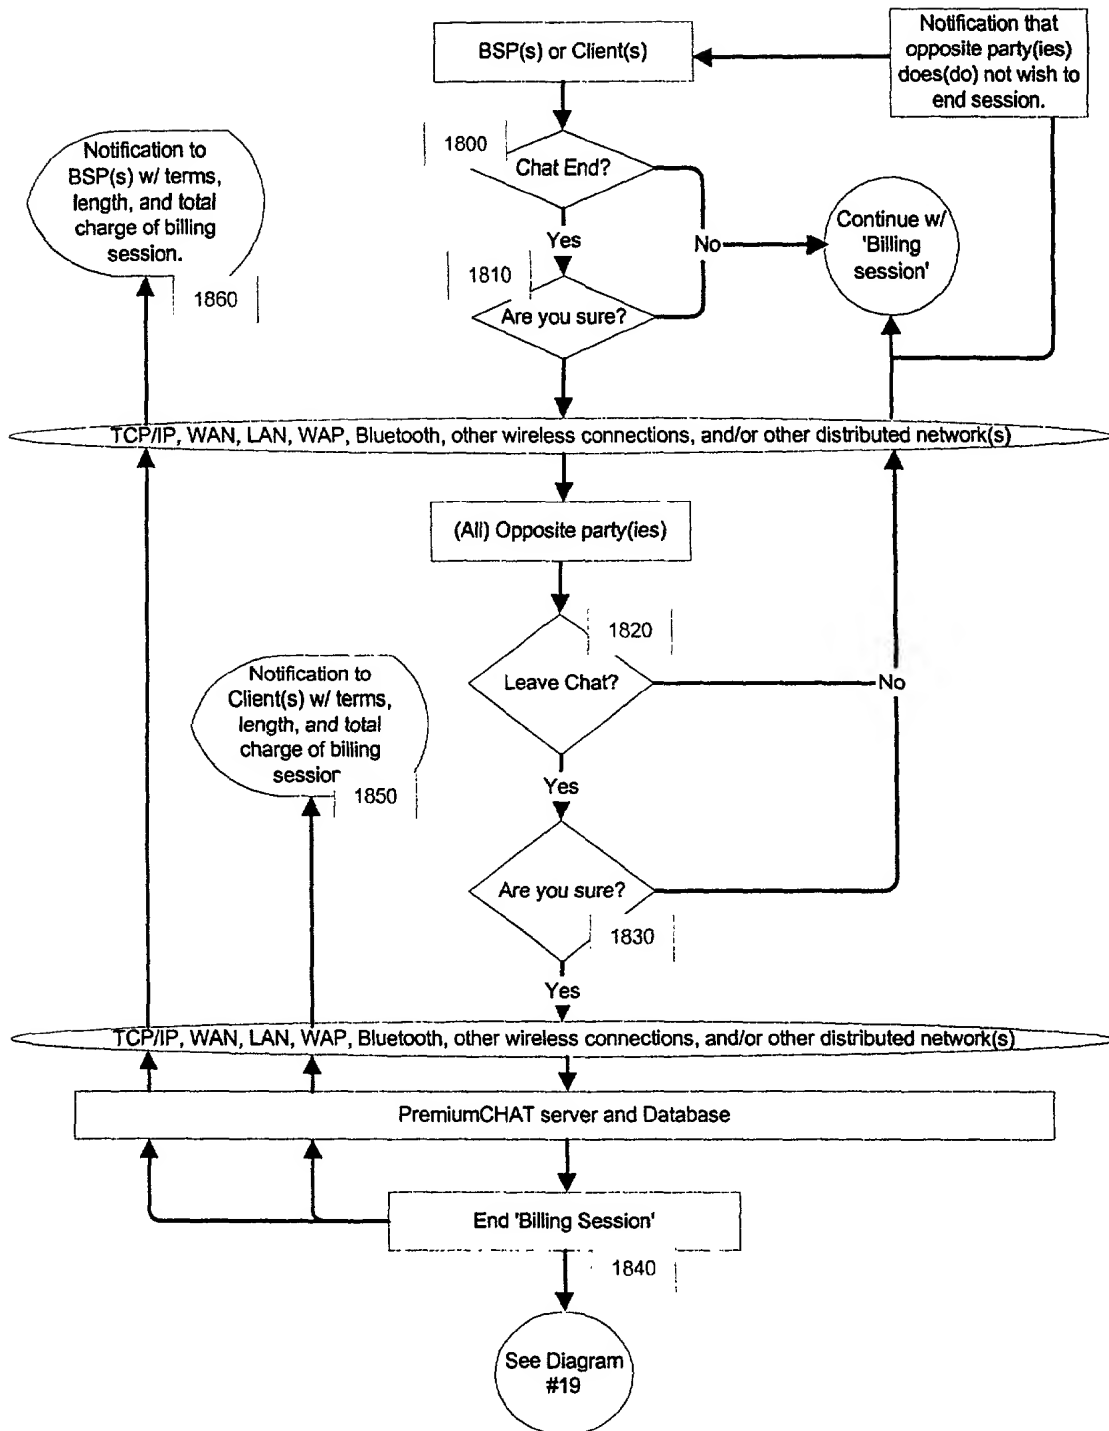 BSP(s) or Client(s)
Notification that
opposite party(ies)
does(do) not wish to
end session.
1800
Chat End?
Notification to
BSP(s) w/ terms,
length, and total
charge of billing
session.
1860
Yes
No
Continue w/
'Billing
session'
1810
Are you sure?
TCP/IP, WAN, LAN, WAP, Bluetooth, other wireless connections, and/or other distributed network(s)
(All) Opposite party(ies)
1820
Leave Chat?
No
Notification to
Client(s) w/ terms,
length, and total
charge of billing
session
1850
Yes
Are you sure?
1830
Yes
TCP/IP, WAN, LAN, WAP, Bluetooth, other wireless connections, and/or other distributed network(s)
PremiumCHAT server and Database
End 'Billing Session'
1840
See Diagram
#19